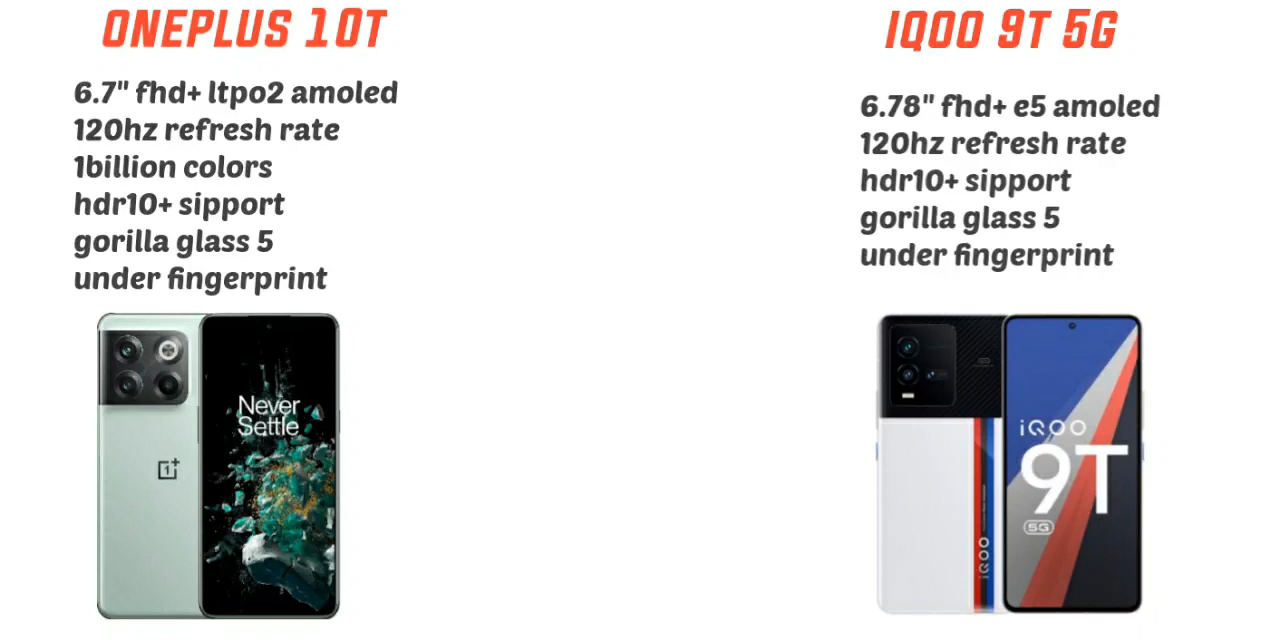 ONEPLUS 10T
6.7" fhd+ ltpo2 amoled
120hz refresh rate
1billion colors
hdr10+ sipport
gorilla glass 5
under fingerprint
Never
Settle
IQOO 9T 5G
6.78" fhd+ e5 amoled
120hz refresh rate
hdr10+ sipport
gorilla glass 5
under fingerprint
iQOO
9T
5G
iQOO